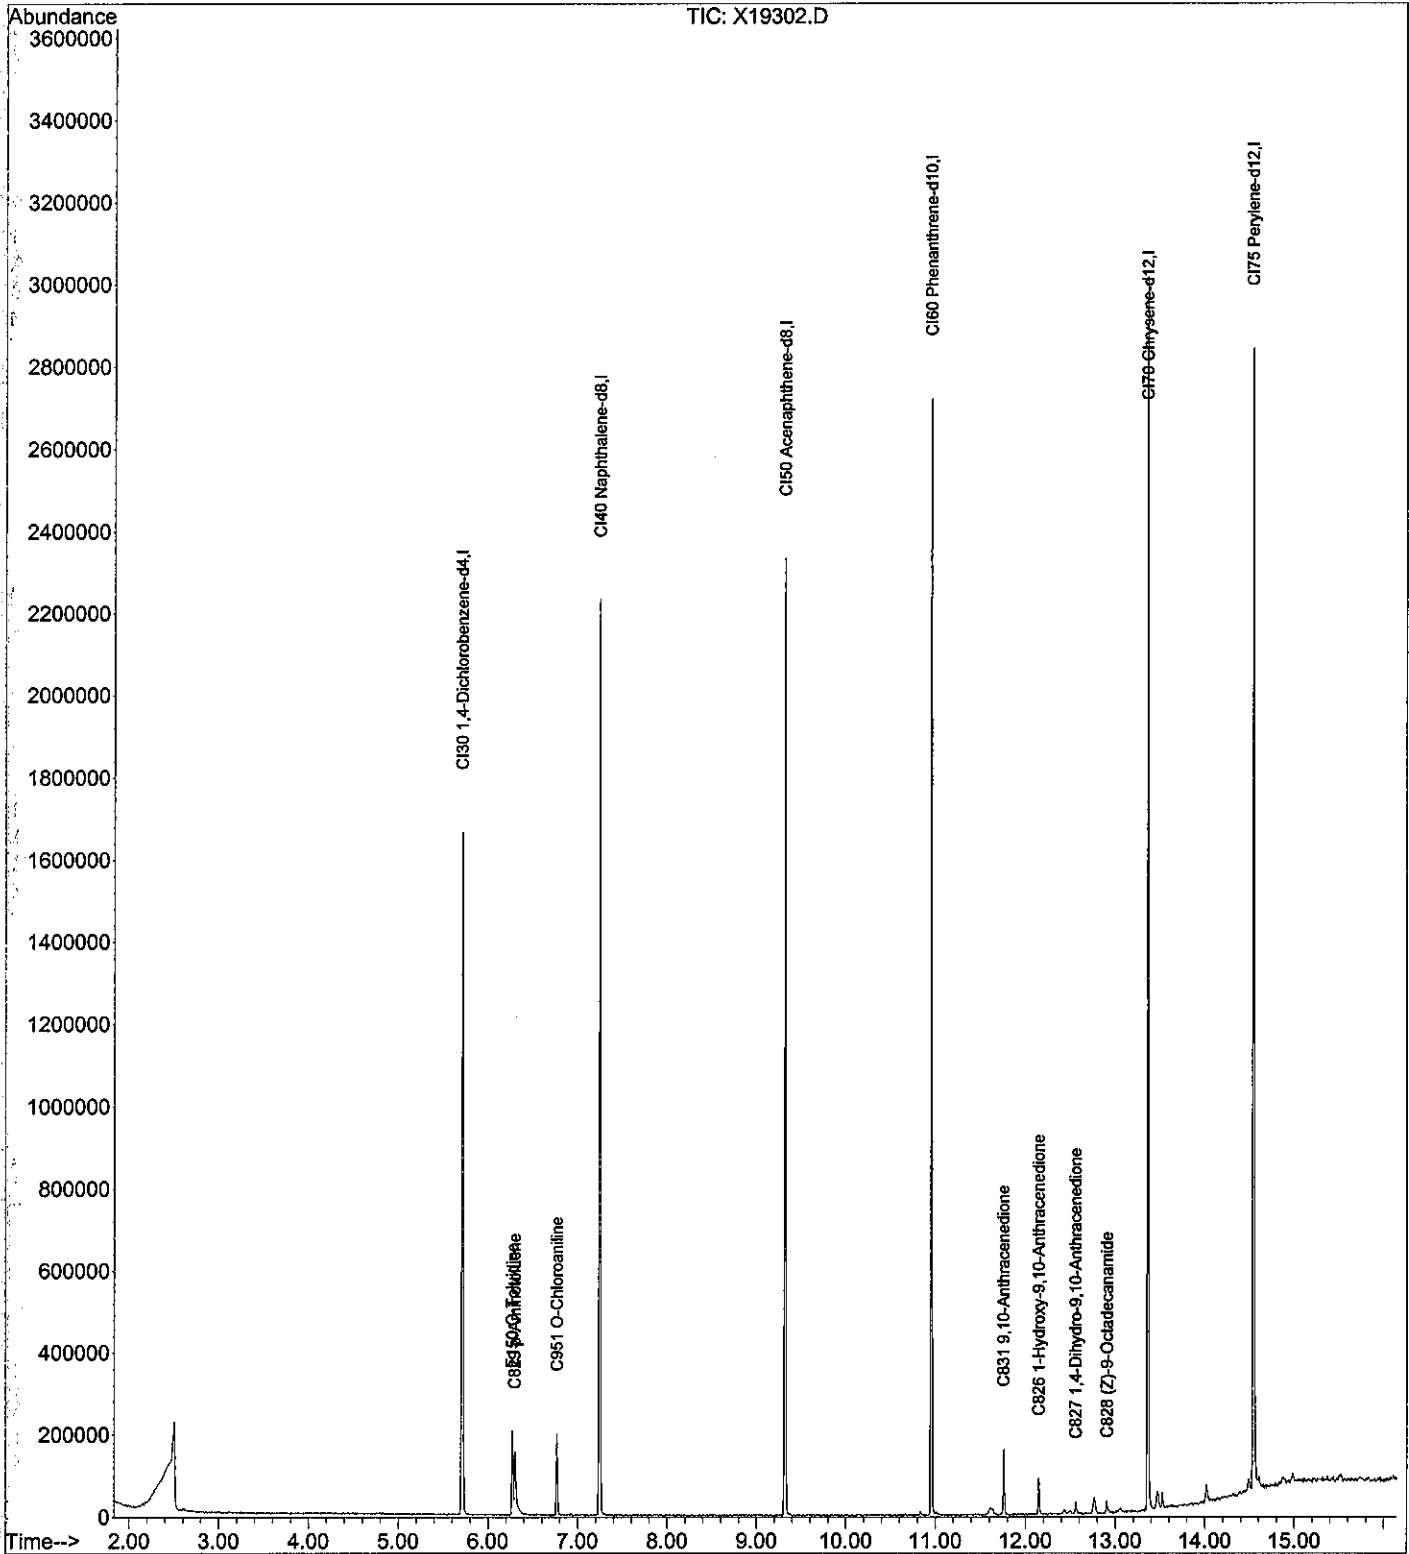 Abundance
TIC: X19302.D
3600000
3400000
3200000
3000000
2800000
2600000
2400000
2200000
2000000
1800000
1600000
1400000
1200000
1000000
800000
600000
400000
200000
0
CI30 1,4-Dichlorobenzene-d4,I
O-Toluidine
C951 O-Chloroaniline
CI40 Naphthalene-d8,I
CI50 Acenaphthene-d8,I
CI60 Phenanthrene-d10,I
C831 9,10-Anthracenedione
C826 1-Hydroxy-9,10-Anthracenedione
C827 1,4-Dihydro-9,10-Anthracenedione
C828 (Z)-9-Octadecanamide
CI70 Chrysene-d12,I
CI75 Perylene-d12,I
Time--> 2.00 3.00 4.00 5.00 6.00 7.00 8.00 9.00 10.00 11.00 12.00 13.00 14.00 15.00